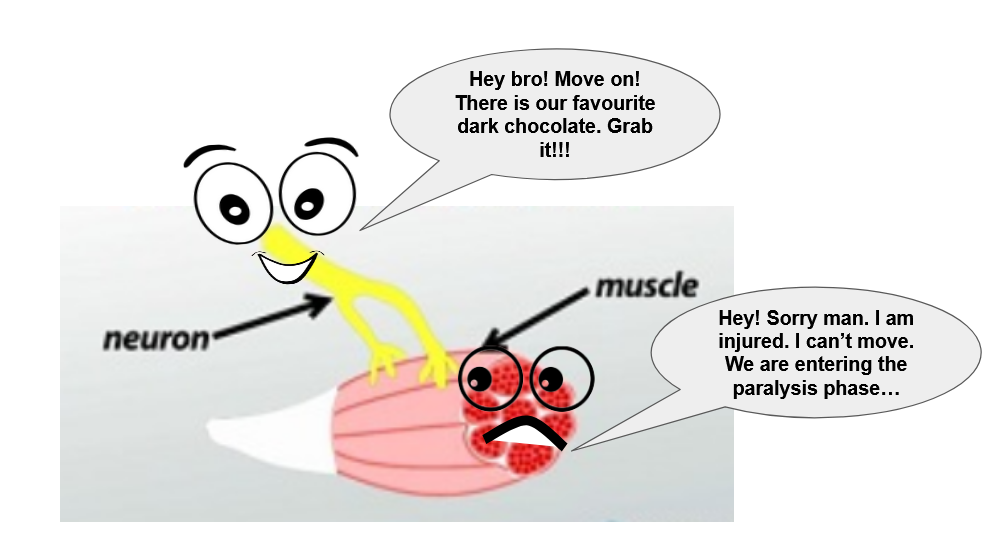 Hey bro! Move on!
There is our favourite
dark chocolate. Grab
it!!!
muscle
neuron
Hey! Sorry man. I am
injured. I can’t move.
We are entering the
paralysis phase…